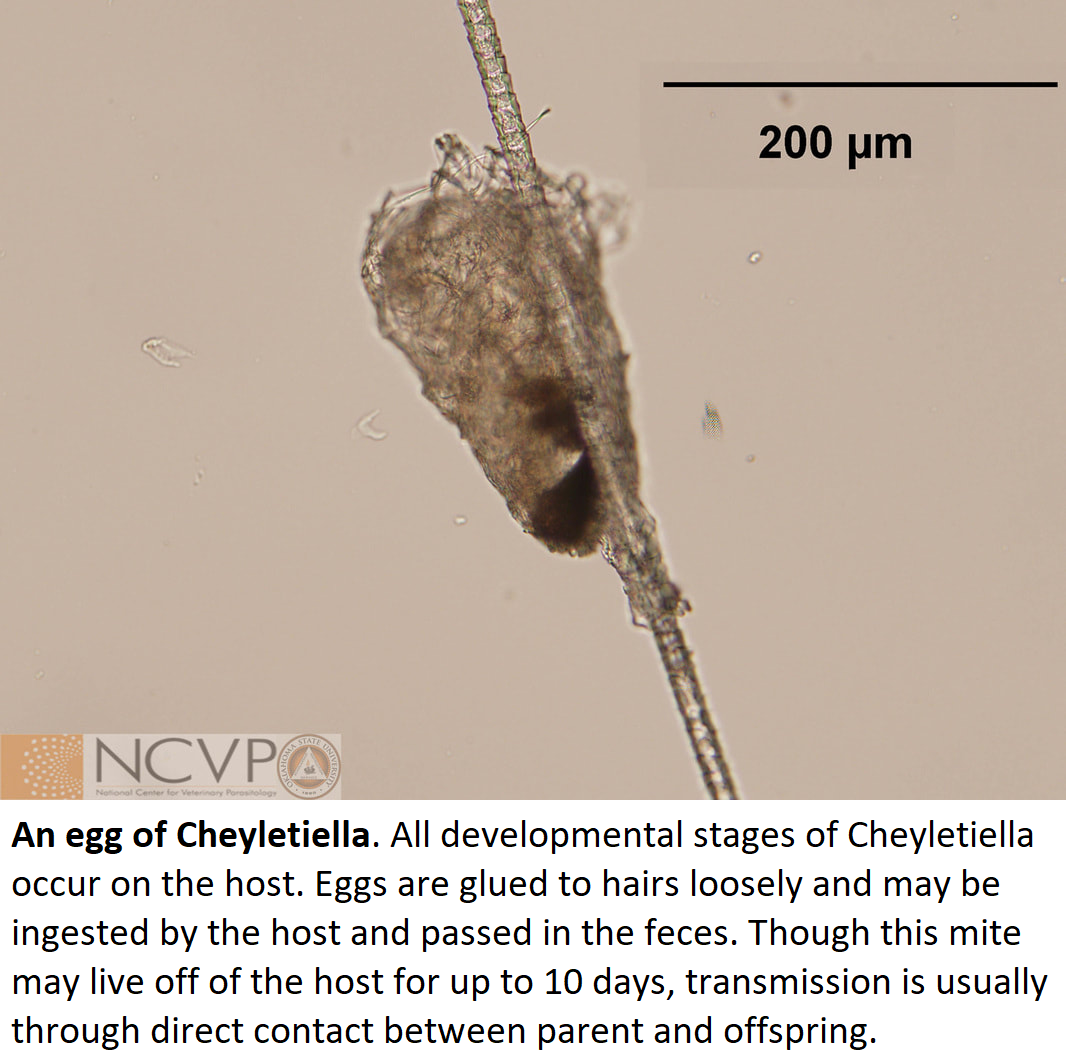 200 µm
NCVP
National Center for Veterinary Parasitology
OKLAHOMA STATE UNIVERSITY
An egg of Cheyletiella. All developmental stages of Cheyletiella
occur on the host. Eggs are glued to hairs loosely and may be
ingested by the host and passed in the feces. Though this mite
may live off of the host for up to 10 days, transmission is usually
through direct contact between parent and offspring.